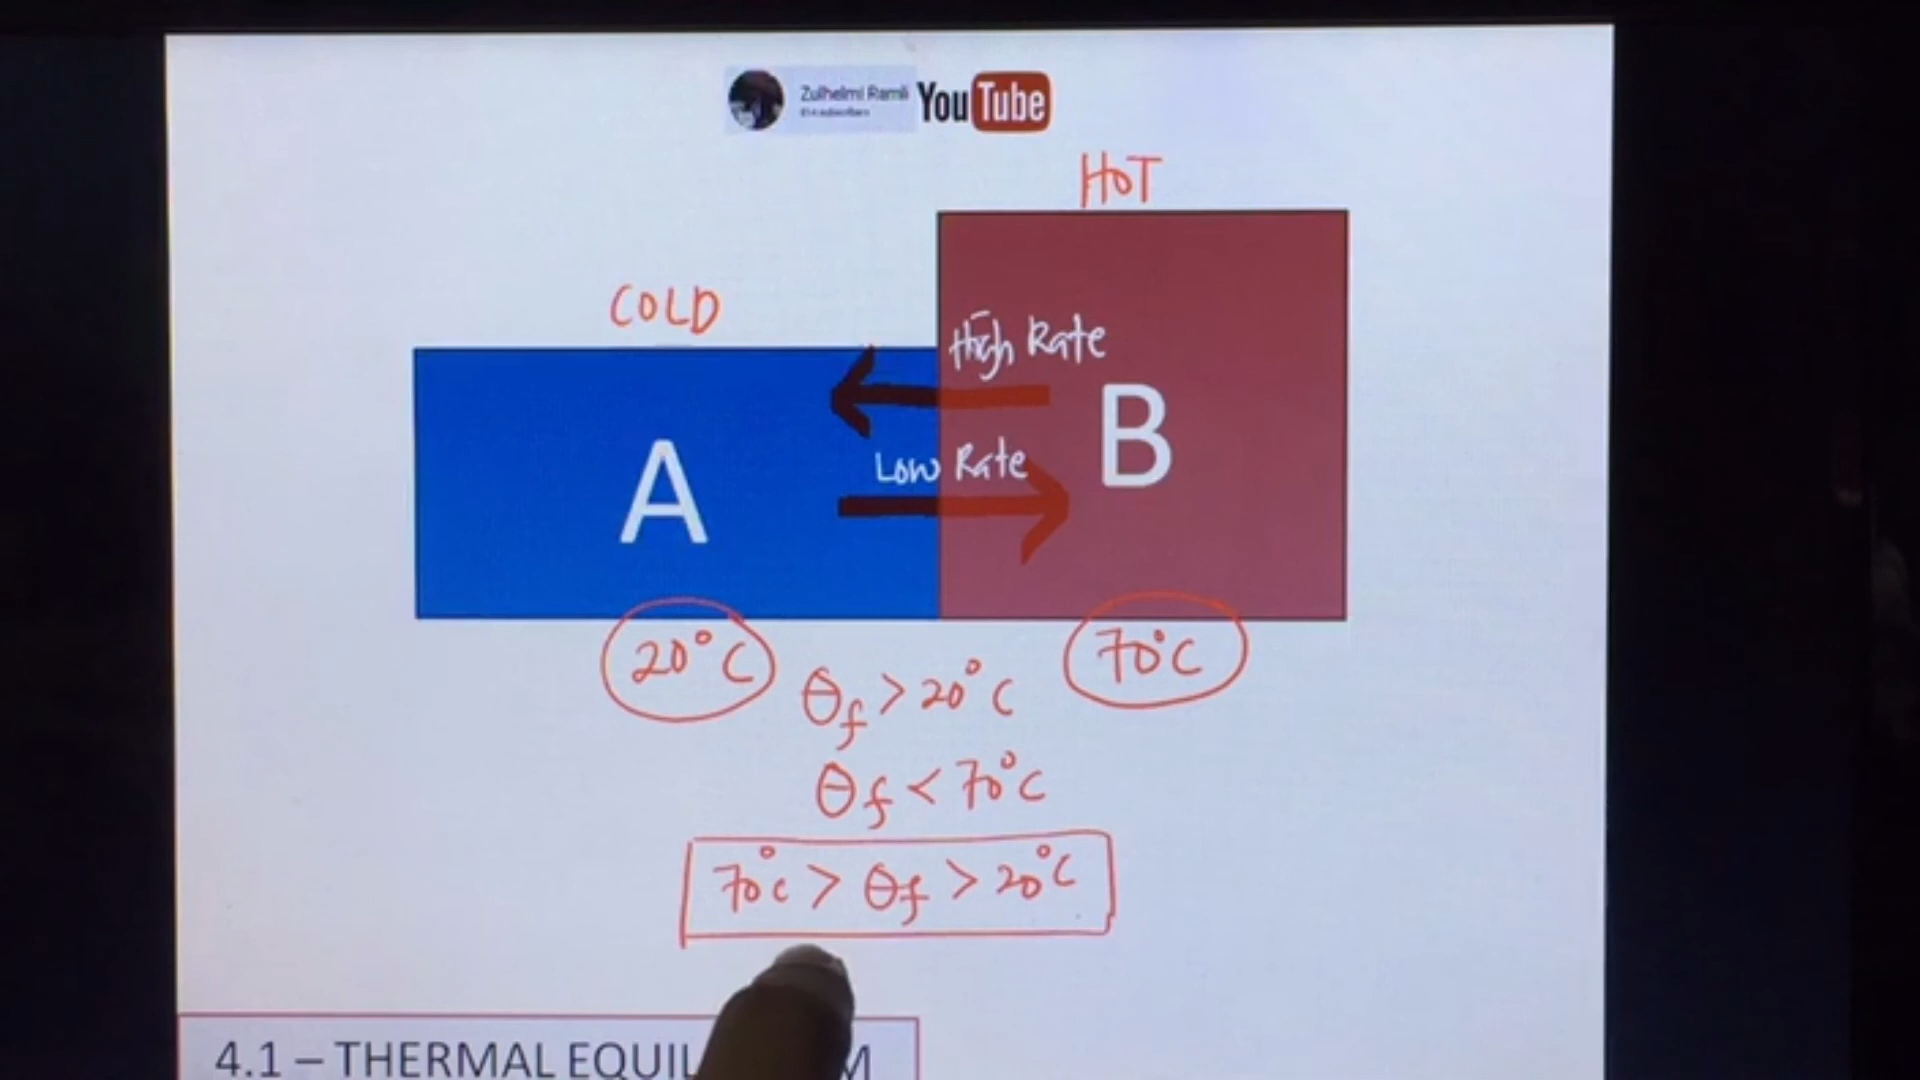 Zulhelmi Ramli
YouTube
HOT
COLD
High Rate
B
Low Rate
A
20°C
70°C
θf > 20°C
θf < 70°C
70°C > θf > 20°C
4.1 – THERMAL